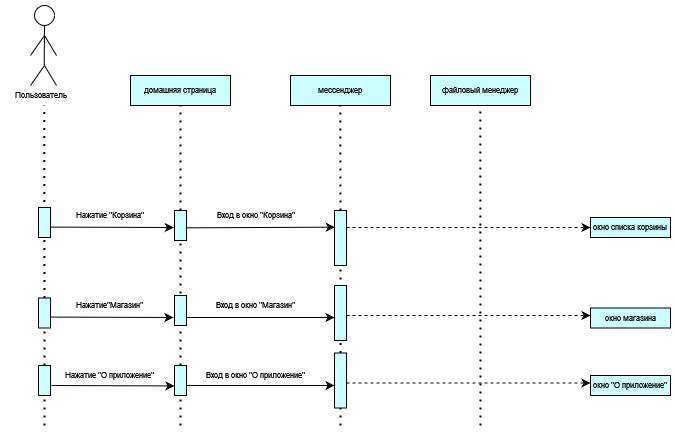 Пользователь
домашняя страница
мессенджер
файловый менеджер
Нажатие "Корзина"
Вход в окно "Корзина"
окно списка корзины
Нажатие"Магазин"
Вход в окно "Магазин"
окно магазина
Нажатие "О приложение"
Вход в окно "О приложение"
окно "О приложение"